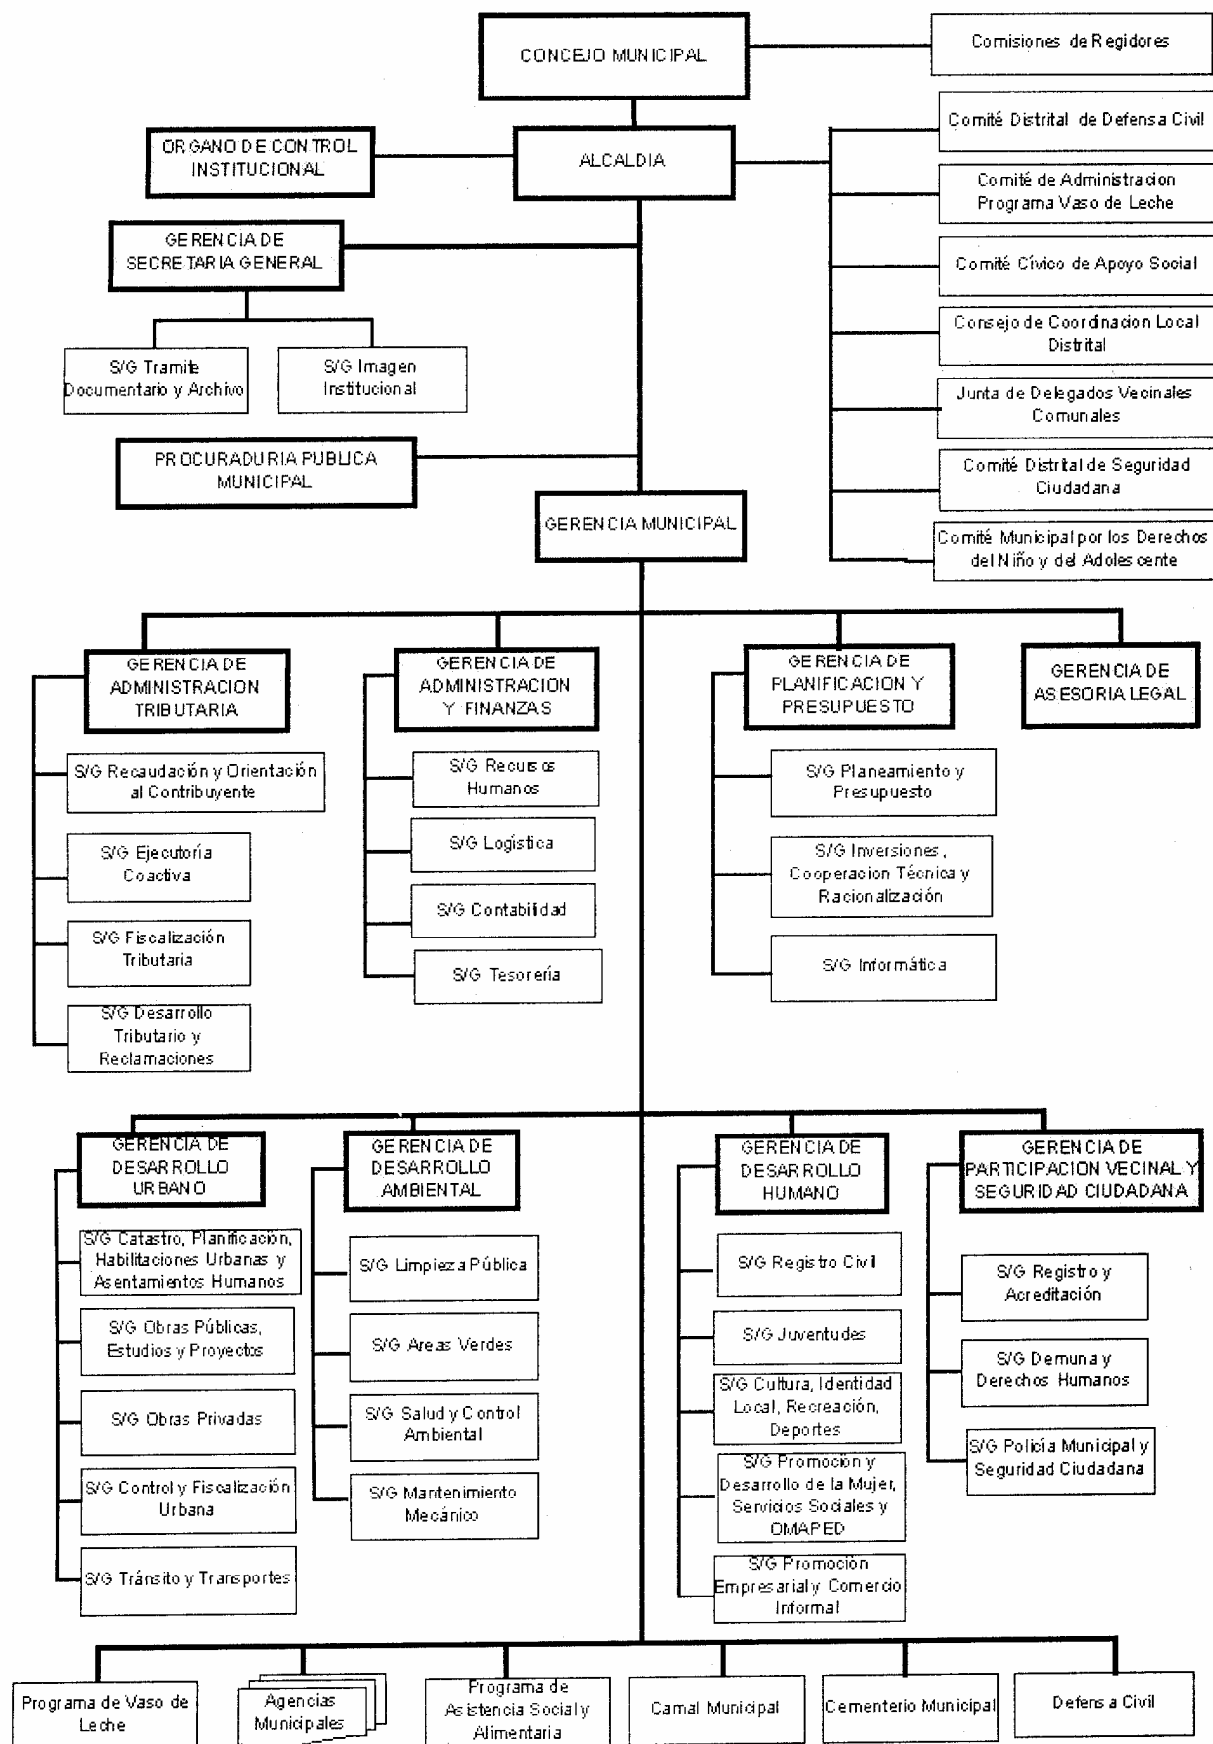 CONCEJO MUNICIPAL
Comisiones de Regidores
ORGANO DE CONTROL
INSTITUCIONAL
ALCALDIA
Comité Distrital de Defensa Civil
Comité de Administracion
Programa Vaso de Leche
Comité Cívico de Apoyo Social
Consejo de Coordinacion Local
Distrital
Junta de Delegados Vecinales
Comunales
Comité Distrital de Seguridad
Ciudadana
Comité Municipal por los Derechos
del Niño y del Adolescente
GERENCIA DE
SECRETARIA GENERAL
S/G Tramite
Documentario y Archivo
S/G Imagen
Institucional
PROCURADURIA PUBLICA
MUNICIPAL
GERENCIA MUNICIPAL
GERENCIA DE
ADMINISTRACION
TRIBUTARIA
S/G Recaudación y Orientación
al Contribuyente
S/G Ejecutoría
Coactiva
S/G Fiscalización
Tributaria
S/G Desarrollo
Tributario y
Reclamaciones
GERENCIA DE
ADMINISTRACION
Y FINANZAS
S/G Recursos
Humanos
S/G Logística
S/G Contabilidad
S/G Tesorería
GERENCIA DE
PLANIFICACION Y
PRESUPUESTO
S/G Planeamiento y
Presupuesto
S/G Inversiones,
Cooperacion Técnica y
Racionalización
S/G Informática
GERENCIA DE
ASESORIA LEGAL
GERENCIA DE
DESARROLLO
URBANO
S/G Catastro, Planificación,
Habilitaciones Urbanas y
Asentamientos Humanos
S/G Obras Públicas,
Estudios y Proyectos
S/G Obras Privadas
S/G Control y Fiscalización
Urbana
S/G Tránsito y Transportes
GERENCIA DE
DESARROLLO
AMBIENTAL
S/G Limpieza Pública
S/G Areas Verdes
S/G Salud y Control
Ambiental
S/G Mantenimiento
Mecánico
GERENCIA DE
DESARROLLO
HUMANO
S/G Registro Civil
S/G Juventudes
S/G Cultura, Identidad
Local, Recreación,
Deportes
S/G Promoción y
Desarrollo de la Mujer,
Servicios Sociales y
OMAPED
S/G Promoción
Empresarial y Comercio
Informal
GERENCIA DE
PARTICIPACION VECINAL Y
SEGURIDAD CIUDADANA
S/G Registro y
Acreditación
S/G Demuna y
Derechos Humanos
S/G Policía Municipal y
Seguridad Ciudadana
Programa de Vaso de
Leche
Agencias
Municipales
Programa de
Asistencia Social y
Alimentaria
Camal Municipal
Cementerio Municipal
Defensa Civil